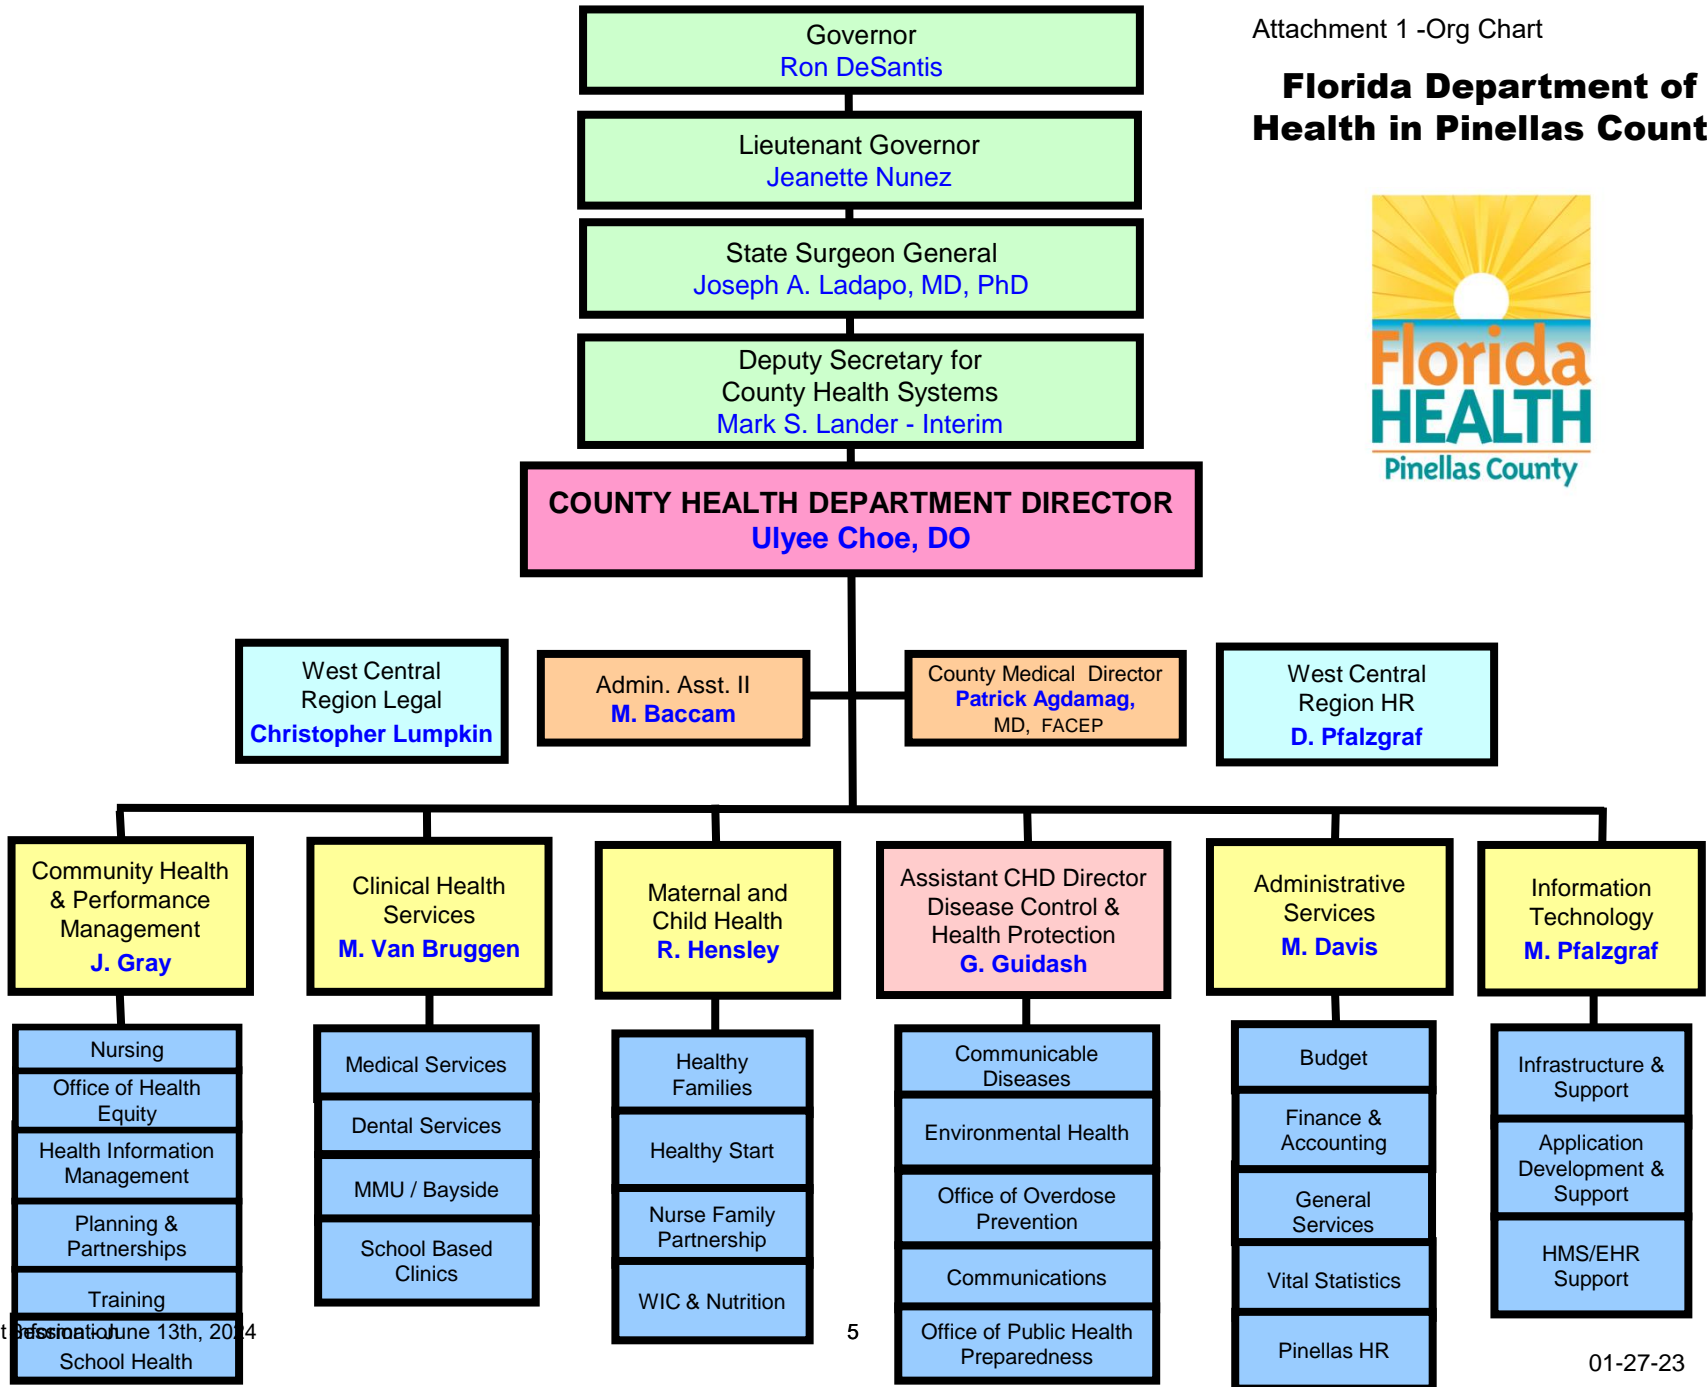 Governor
Ron DeSantis
Attachment 1 -Org Chart
Florida Department of
Health in Pinellas Count
Lieutenant Governor
Jeanette Nunez
State Surgeon General
Joseph A. Ladapo, MD, PhD
Florida
HEALTH
Pinellas County
Deputy Secretary for
County Health Systems
Mark S. Lander - Interim
COUNTY HEALTH DEPARTMENT DIRECTOR
Ulyee Choe, DO
West Central
Region Legal
Christopher Lumpkin
Admin. Asst. II
M. Baccam
County Medical Director
Patrick Agdamag,
MD, FACEP
West Central
Region HR
D. Pfalzgraf
Community Health
& Performance
Management
J. Gray
Clinical Health
Services
M. Van Bruggen
Maternal and
Child Health
R. Hensley
Assistant CHD Director
Disease Control &
Health Protection
G. Guidash
Administrative
Services
M. Davis
Information
Technology
M. Pfalzgraf
Nursing
Office of Health
Equity
Health Information
Management
Planning &
Partnerships
Training
School Health
Medical Services
Dental Services
MMU / Bayside
School Based
Clinics
Healthy
Families
Healthy Start
Nurse Family
Partnership
WIC & Nutrition
Communicable
Diseases
Environmental Health
Office of Overdose
Prevention
Communications
Office of Public Health
Preparedness
Budget
Finance &
Accounting
General
Services
Vital Statistics
Pinellas HR
Infrastructure &
Support
Application
Development &
Support
HMS/EHR
Support
June 13th, 2024
5
01-27-23